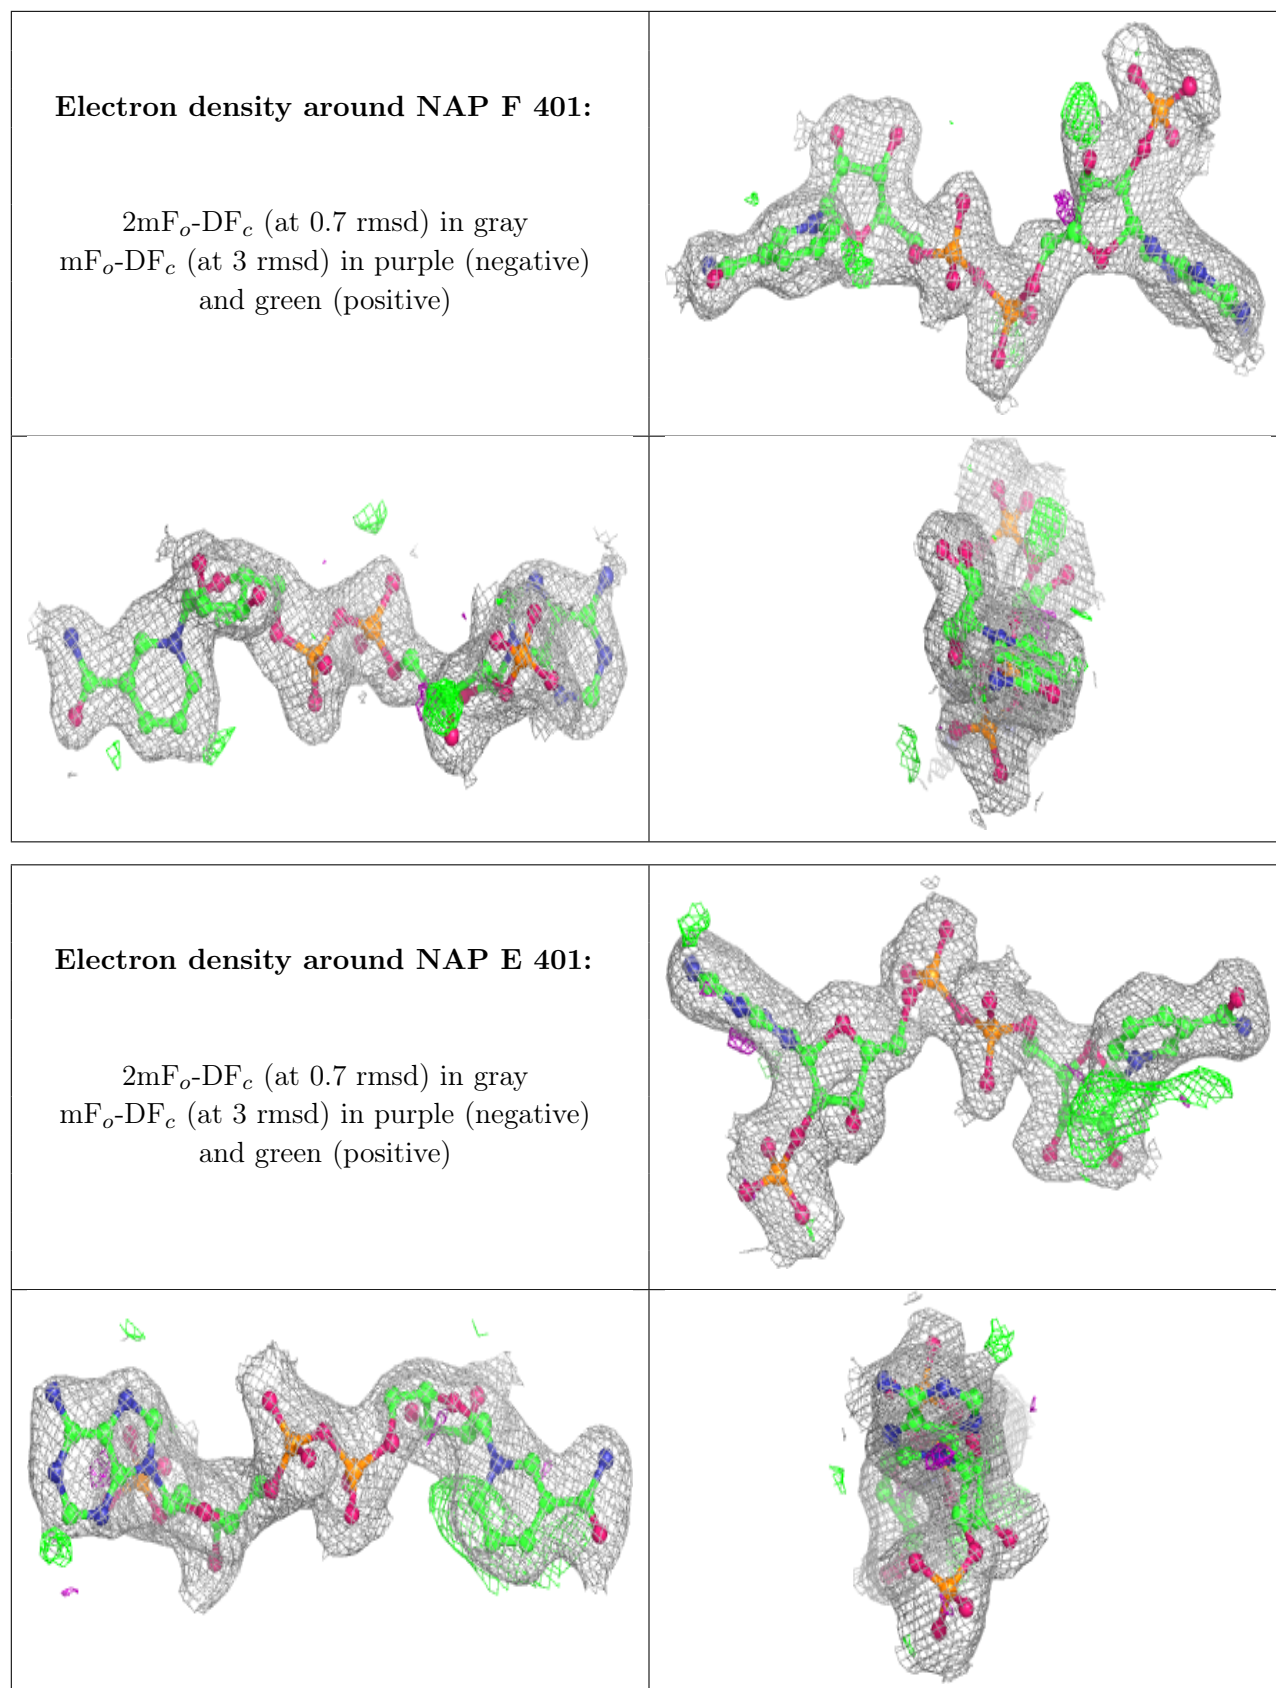 Electron density around NAP F 401:
2mFo-DFc (at 0.7 rmsd) in gray
mFo-DFc (at 3 rmsd) in purple (negative)
and green (positive)
Electron density around NAP E 401:
2mFo-DFc (at 0.7 rmsd) in gray
mFo-DFc (at 3 rmsd) in purple (negative)
and green (positive)